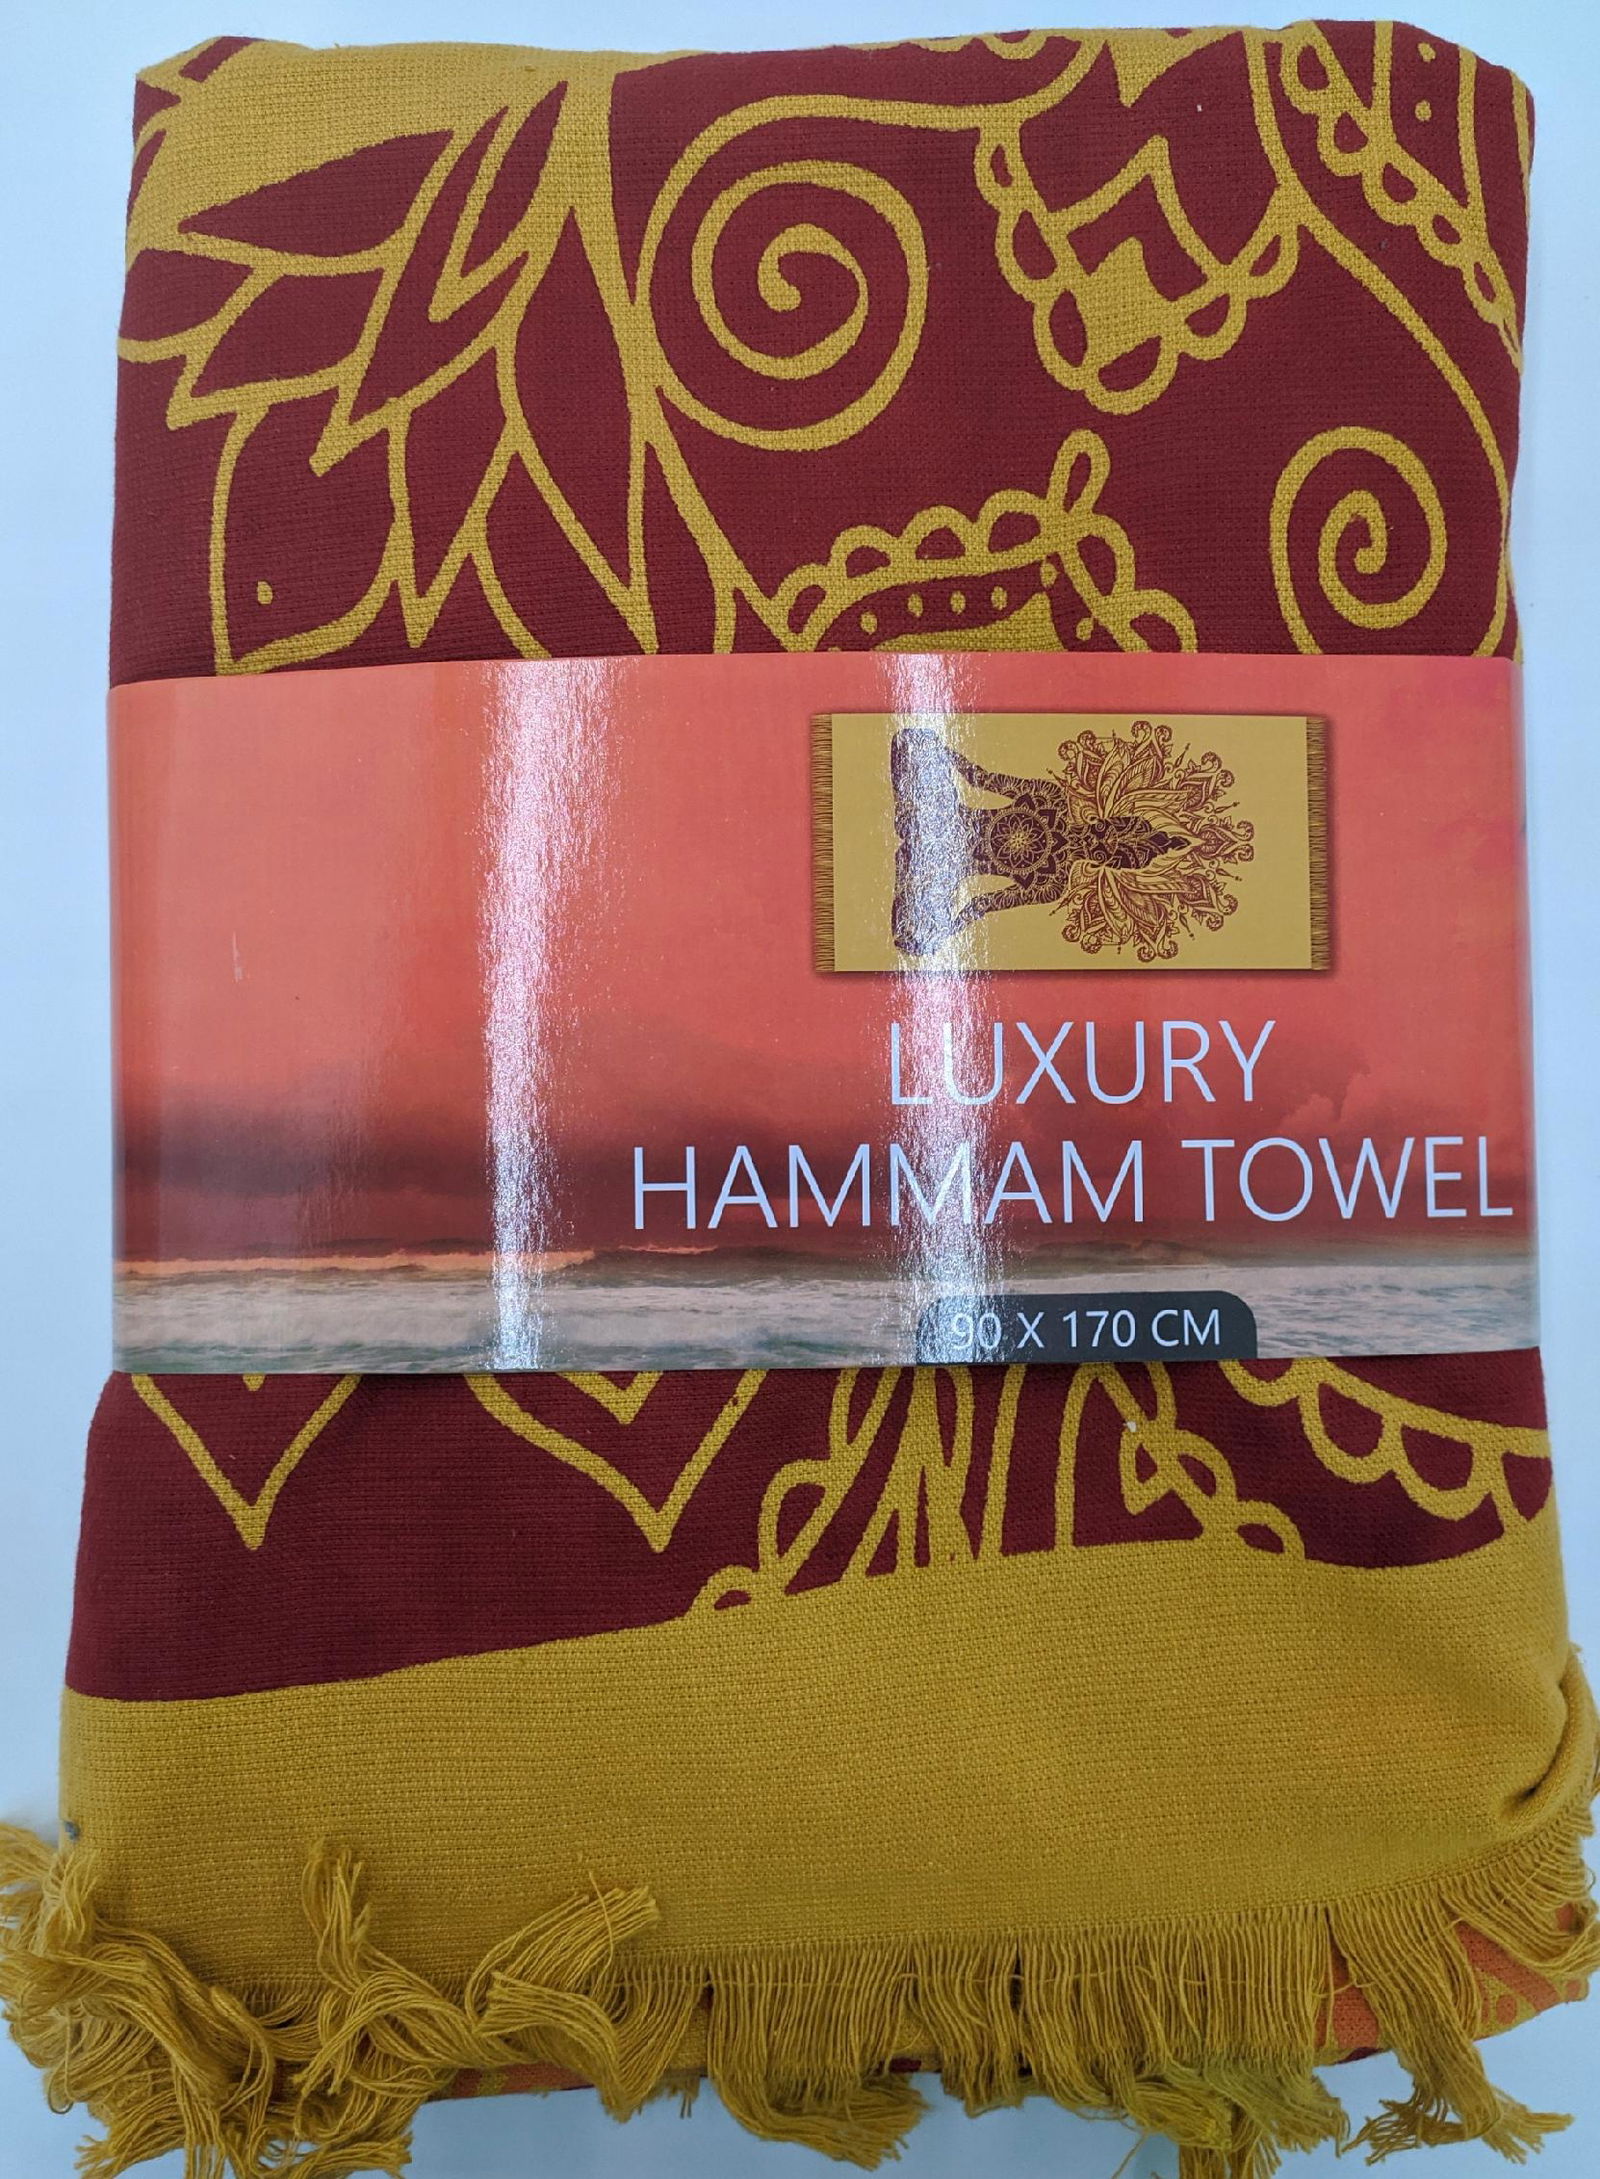 LUXURY
HAMMAM TOWEL
90 X 170 CM